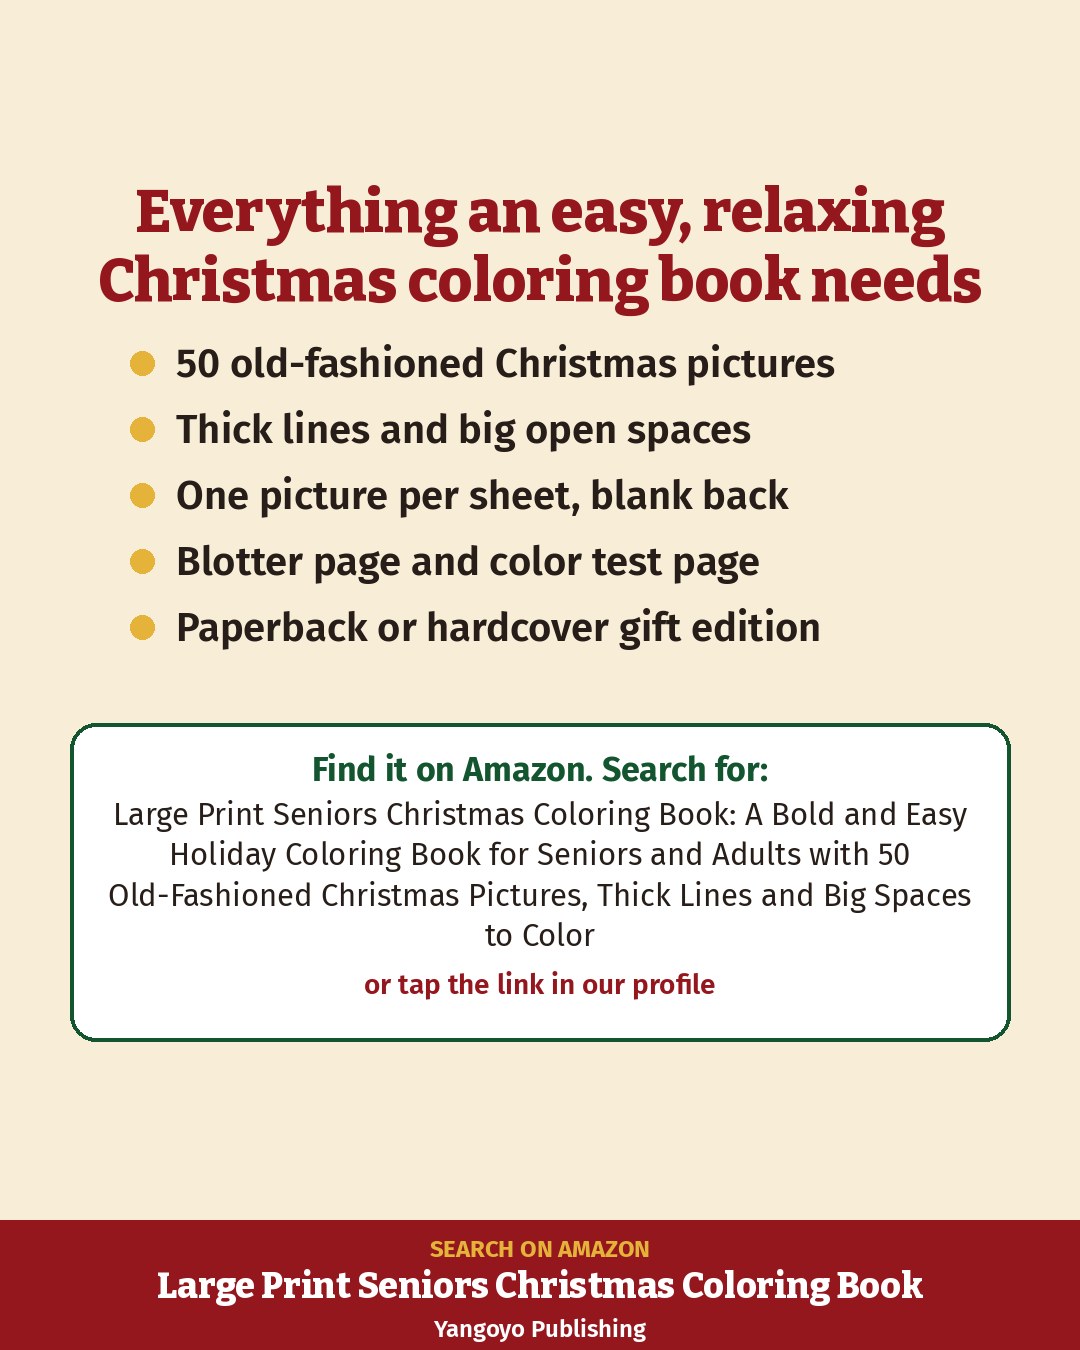 Everything an easy, relaxing
Christmas coloring book needs
50 old-fashioned Christmas pictures
Thick lines and big open spaces
One picture per sheet, blank back
Blotter page and color test page
Paperback or hardcover gift edition
Find it on Amazon. Search for:
Large Print Seniors Christmas Coloring Book: A Bold and Easy
Holiday Coloring Book for Seniors and Adults with 50
Old-Fashioned Christmas Pictures, Thick Lines and Big Spaces
to Color
or tap the link in our profile
SEARCH ON AMAZON
Large Print Seniors Christmas Coloring Book
Yangoyo Publishing